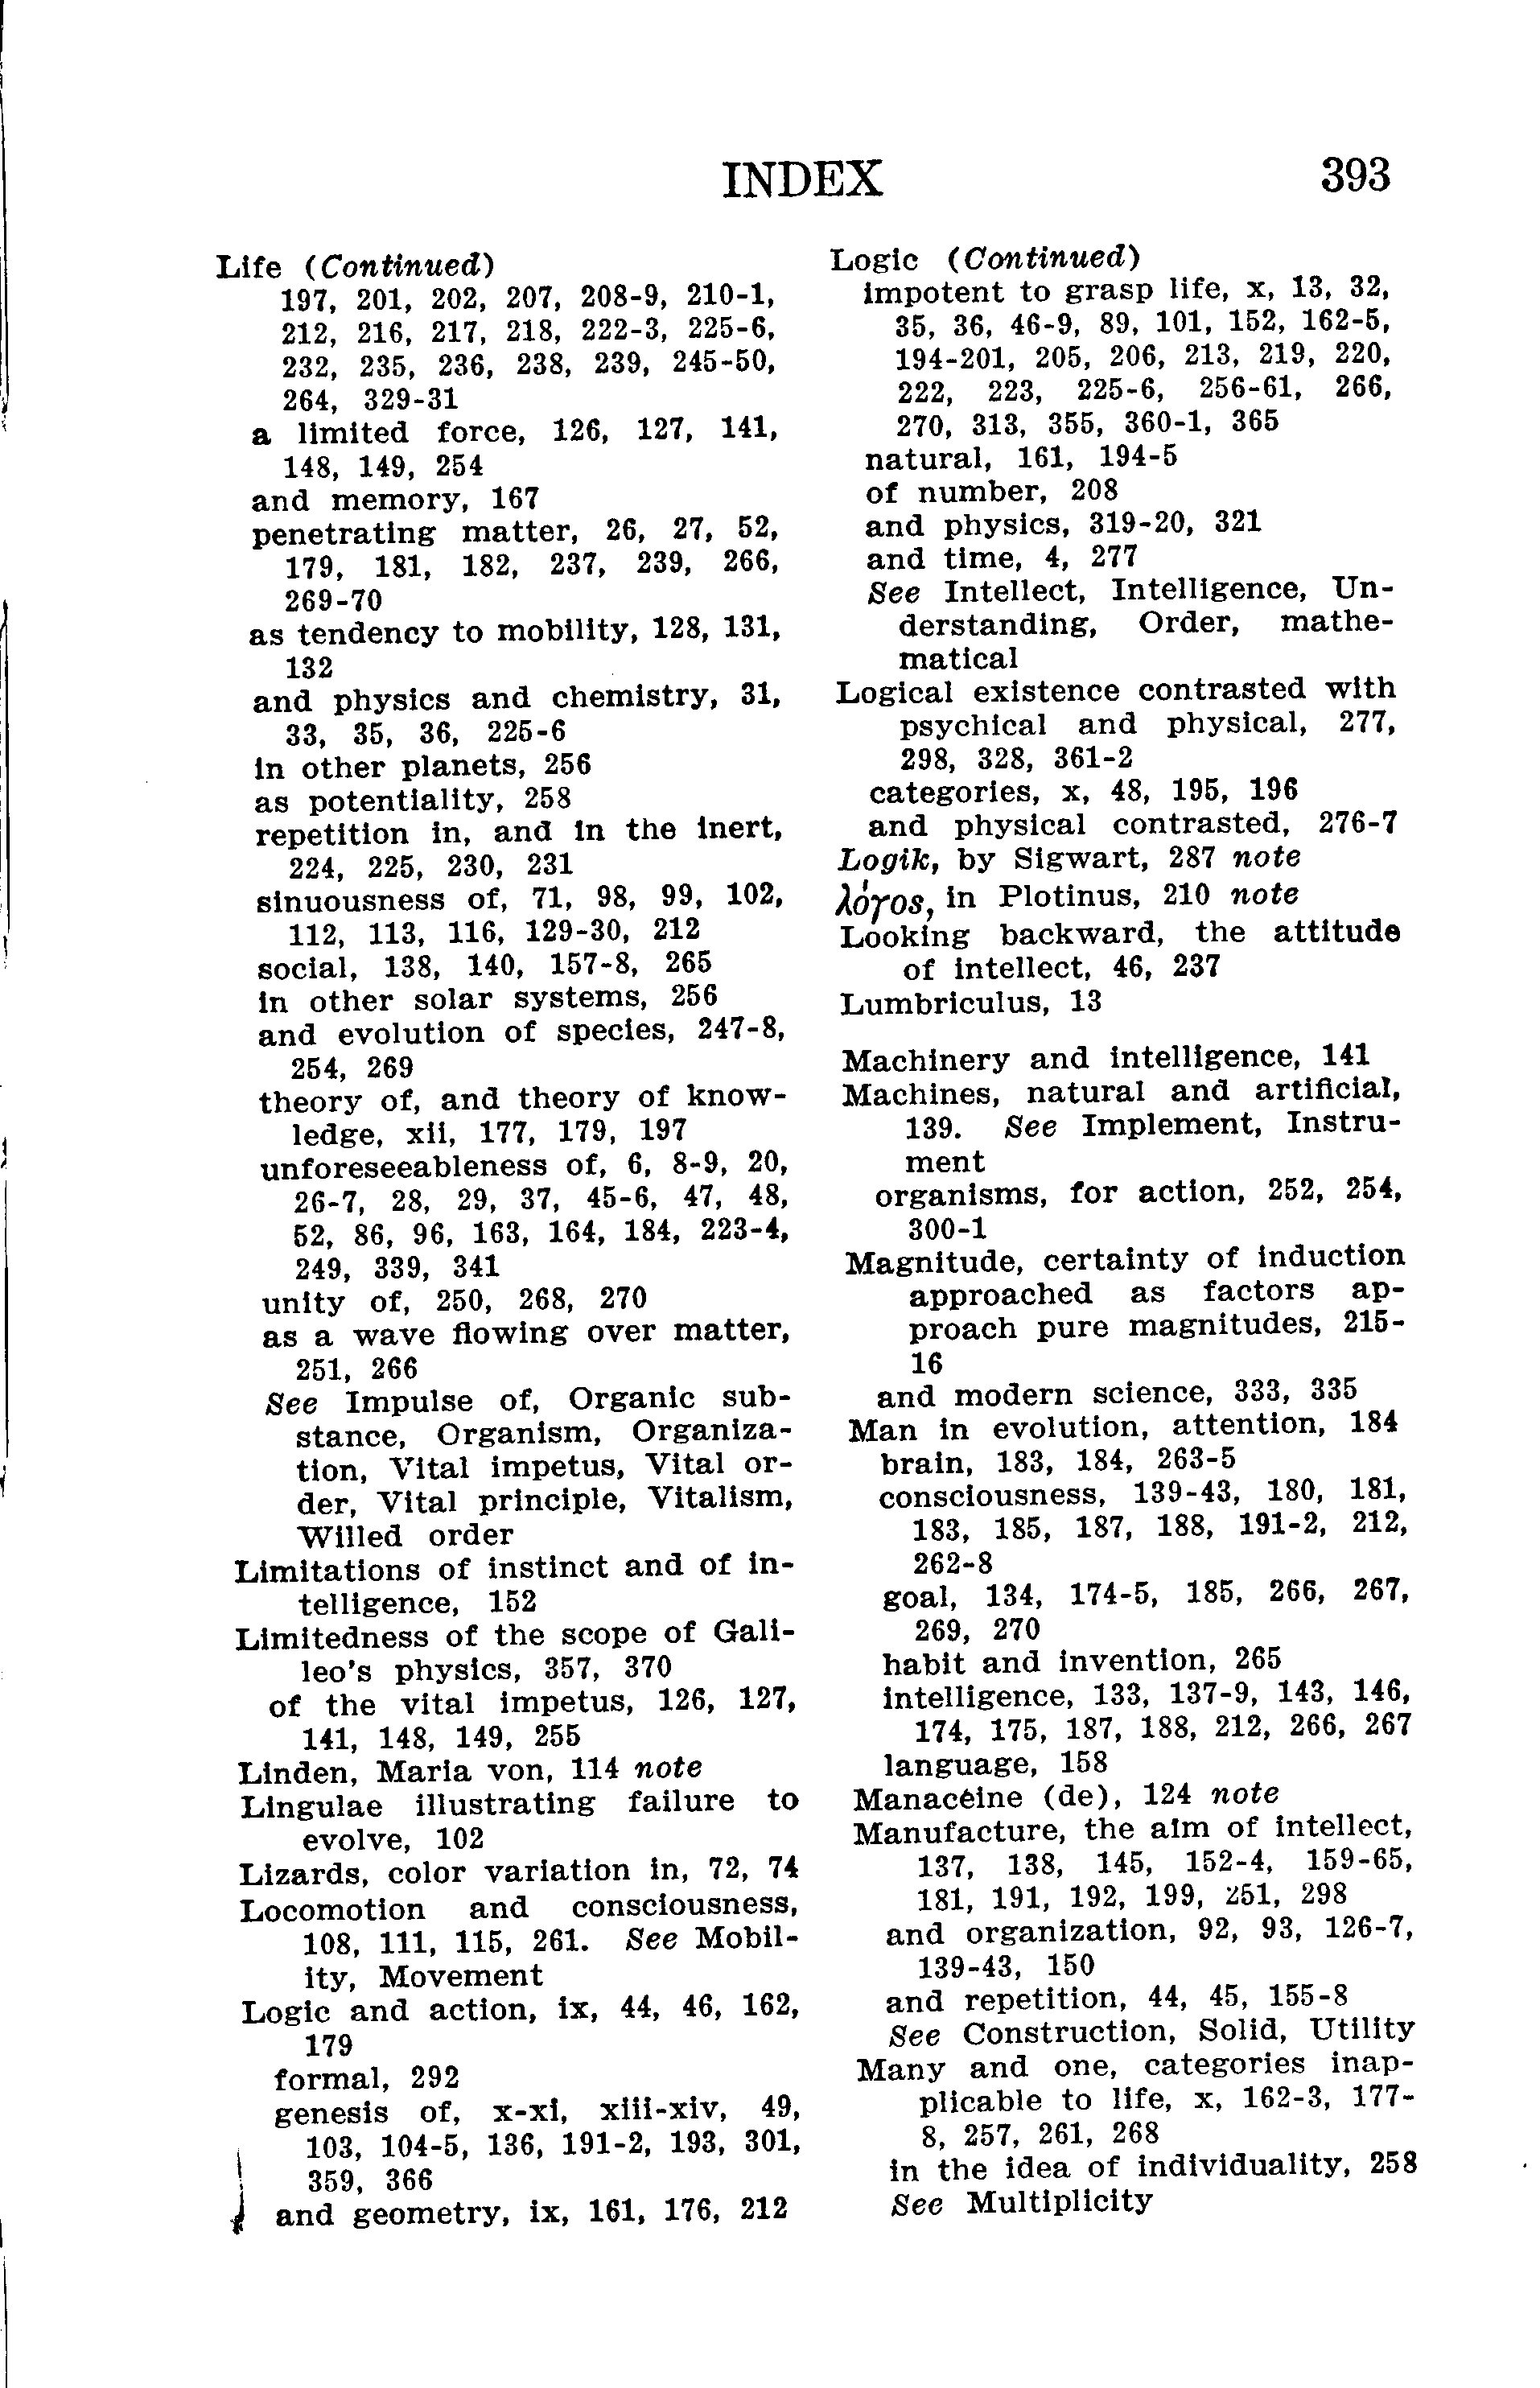 INDEX 393
Life (Continued)
197, 201, 202, 207, 208-9, 210-1,
212, 216, 217, 218, 222-3, 225-6,
232, 235, 236, 238, 239, 245-50,
264, 329-31
a limited force, 126, 127, 141,
148, 149, 254
and memory, 167
penetrating matter, 26, 27, 52,
179, 181, 182, 237, 239, 266,
269-70
as tendency to mobility, 128, 131,
132
and physics and chemistry, 31,
33, 35, 36, 225-6
in other planets, 256
as potentiality, 258
repetition in, and in the inert,
224, 225, 230, 231
sinuousness of, 71, 98, 99, 102,
112, 113, 116, 129-30, 212
social, 138, 140, 157-8, 265
in other solar systems, 256
and evolution of species, 247-8,
254, 269
theory of, and theory of know-
ledge, xii, 177, 179, 197
unforeseeableness of, 6, 8-9, 20,
26-7, 28, 29, 37, 45-6, 47, 48,
52, 86, 96, 163, 164, 184, 223-4,
249, 339, 341
unity of, 250, 268, 270
as a wave flowing over matter,
251, 266
See Impulse of, Organic sub-
stance, Organism, Organiza-
tion, Vital impetus, Vital or-
der, Vital principle, Vitalism,
Willed order
Limitations of instinct and of in-
telligence, 152
Limitedness of the scope of Gali-
leo's physics, 357, 370
of the vital impetus, 126, 127,
141, 148, 149, 255
Linden, Maria von, 114 note
Lingulae illustrating failure to
evolve, 102
Lizards, color variation in, 72, 74
Locomotion and consciousness,
108, 111, 115, 261. See Mobil-
ity, Movement
Logic and action, ix, 44, 46, 162,
179
formal, 292
genesis of, x-xi, xiii-xiv, 49,
103, 104-5, 136, 191-2, 193, 301,
359, 366
and geometry, ix, 161, 176, 212
Logic (Continued)
impotent to grasp life, x, 13, 32,
35, 36, 46-9, 89, 101, 152, 162-5,
194-201, 205, 206, 213, 219, 220,
222, 223, 225-6, 256-61, 266,
270, 313, 355, 360-1, 365
natural, 161, 194-5
of number, 208
and physics, 319-20, 321
and time, 4, 277
See Intellect, Intelligence, Un-
derstanding, Order, mathe-
matical
Logical existence contrasted with
psychical and physical, 277,
298, 328, 361-2
categories, x, 48, 195, 196
and physical contrasted, 276-7
Logik, by Sigwart, 287 note
λόγος, in Plotinus, 210 note
Looking backward, the attitude
of intellect, 46, 237
Lumbriculus, 13
Machinery and intelligence, 141
Machines, natural and artificial,
139. See Implement, Instru-
ment
organisms, for action, 252, 254,
300-1
Magnitude, certainty of induction
approached as factors ap-
proach pure magnitudes, 215-
16
and modern science, 333, 335
Man in evolution, attention, 184
brain, 183, 184, 263-5
consciousness, 139-43, 180, 181,
183, 185, 187, 188, 191-2, 212,
262-8
goal, 134, 174-5, 185, 266, 267,
269, 270
habit and invention, 265
intelligence, 133, 137-9, 143, 146,
174, 175, 187, 188, 212, 266, 267
language, 158
Manacéine (de), 124 note
Manufacture, the aim of intellect,
137, 138, 145, 152-4, 159-65,
181, 191, 192, 199, 251, 298
and organization, 92, 93, 126-7,
139-43, 150
and repetition, 44, 45, 155-8
See Construction, Solid, Utility
Many and one, categories inap-
plicable to life, x, 162-3, 177-
8, 257, 261, 268
in the idea of individuality, 258
See Multiplicity